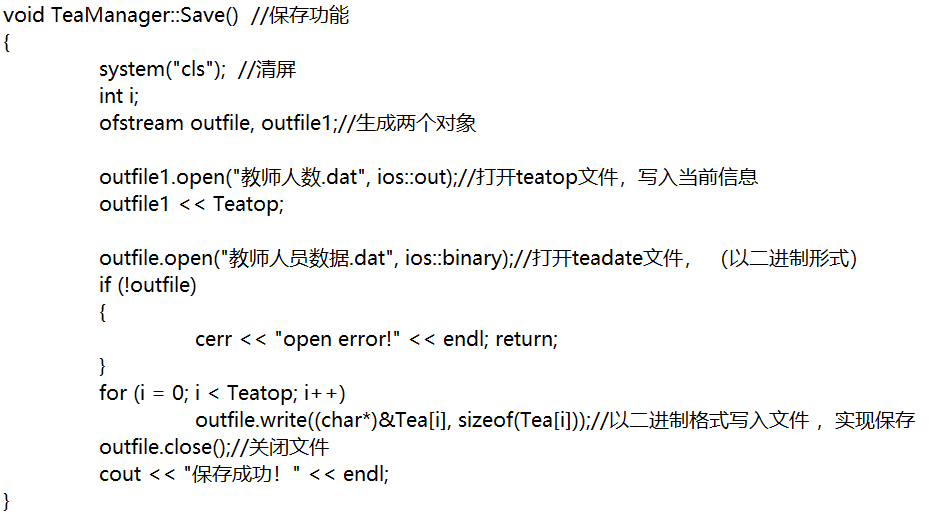 void TeaManager::Save()  //保存功能
{
system("cls");  //清屏
int i;
ofstream outfile, outfile1;//生成两个对象
outfile1.open("教师人数.dat", ios::out);//打开teatop文件，写入当前信息
outfile1 << Teatop;
outfile.open("教师人员数据.dat", ios::binary);//打开teadate文件， （以二进制形式）
if (!outfile)
{
cerr << "open error!" << endl; return;
}
for (i = 0; i < Teatop; i++)
outfile.write((char*)&Tea[i], sizeof(Tea[i]));//以二进制格式写入文件 ，实现保存
outfile.close();//关闭文件
cout << "保存成功！" << endl;
}